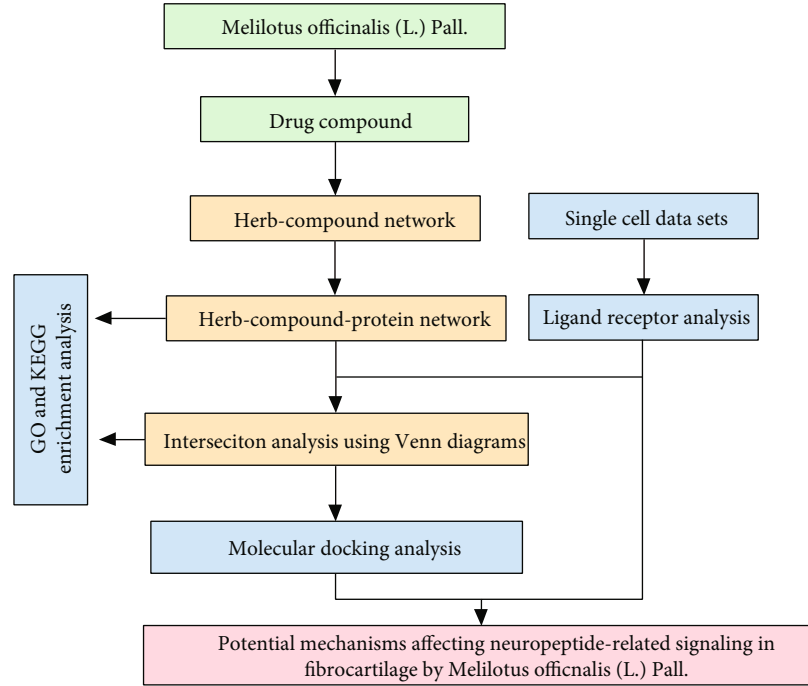 Melilotus officinalis (L.) Pall.
Drug compound
Herb-compound network
Single cell data sets
Herb-compound-protein network
Ligand receptor analysis
GO and KEGG
enrichment analysis
Interseciton analysis using Venn diagrams
Molecular docking analysis
Potential mechanisms affecting neuropeptide-related signaling in
fibrocartilage by Melilotus officnalis (L.) Pall.